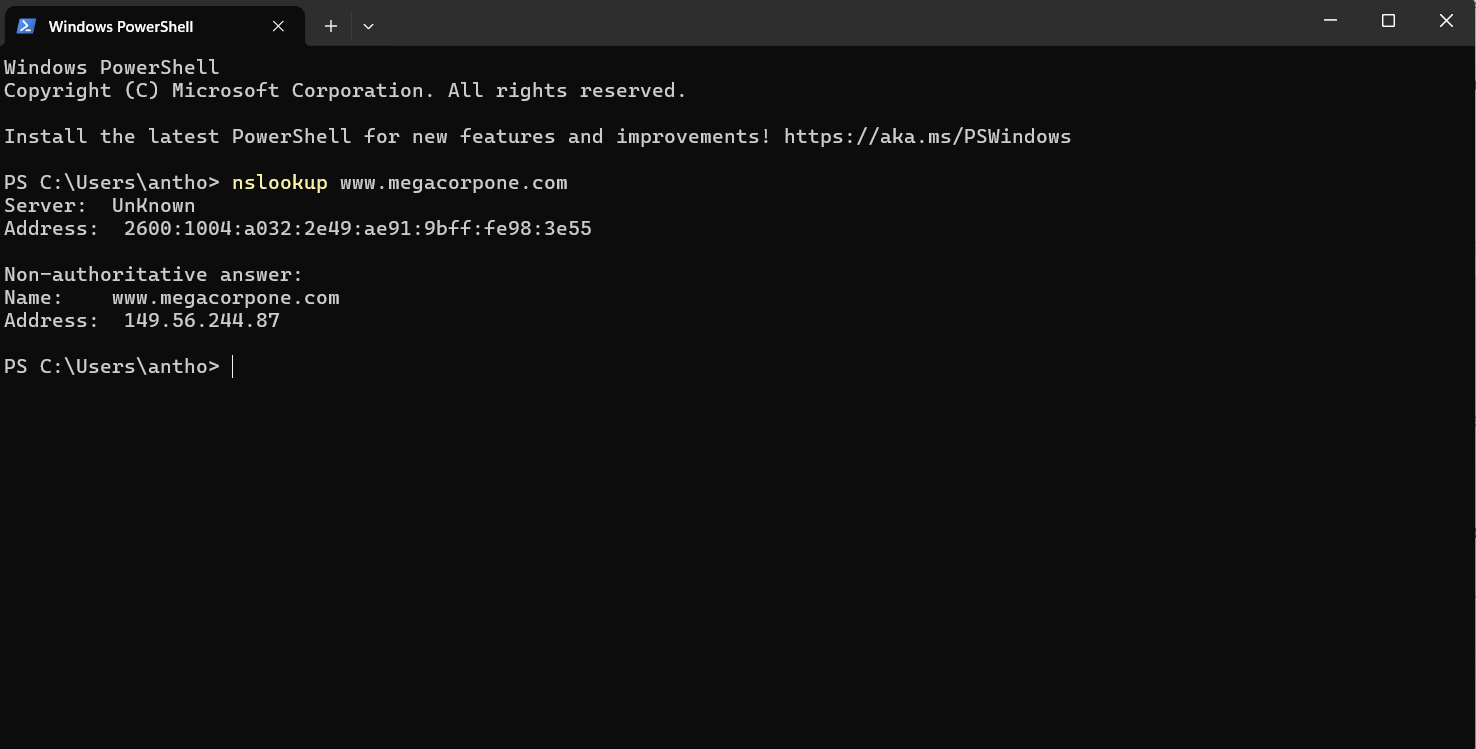 Windows PowerShell
Windows PowerShell
Copyright (C) Microsoft Corporation. All rights reserved.
Install the latest PowerShell for new features and improvements! https://aka.ms/PSWindows
PS C:\Users\antho> nslookup www.megacorpone.com
Server:  UnKnown
Address:  2600:1004:a032:2e49:ae91:9bff:fe98:3e55
Non-authoritative answer:
Name:    www.megacorpone.com
Address:  149.56.244.87
PS C:\Users\antho>